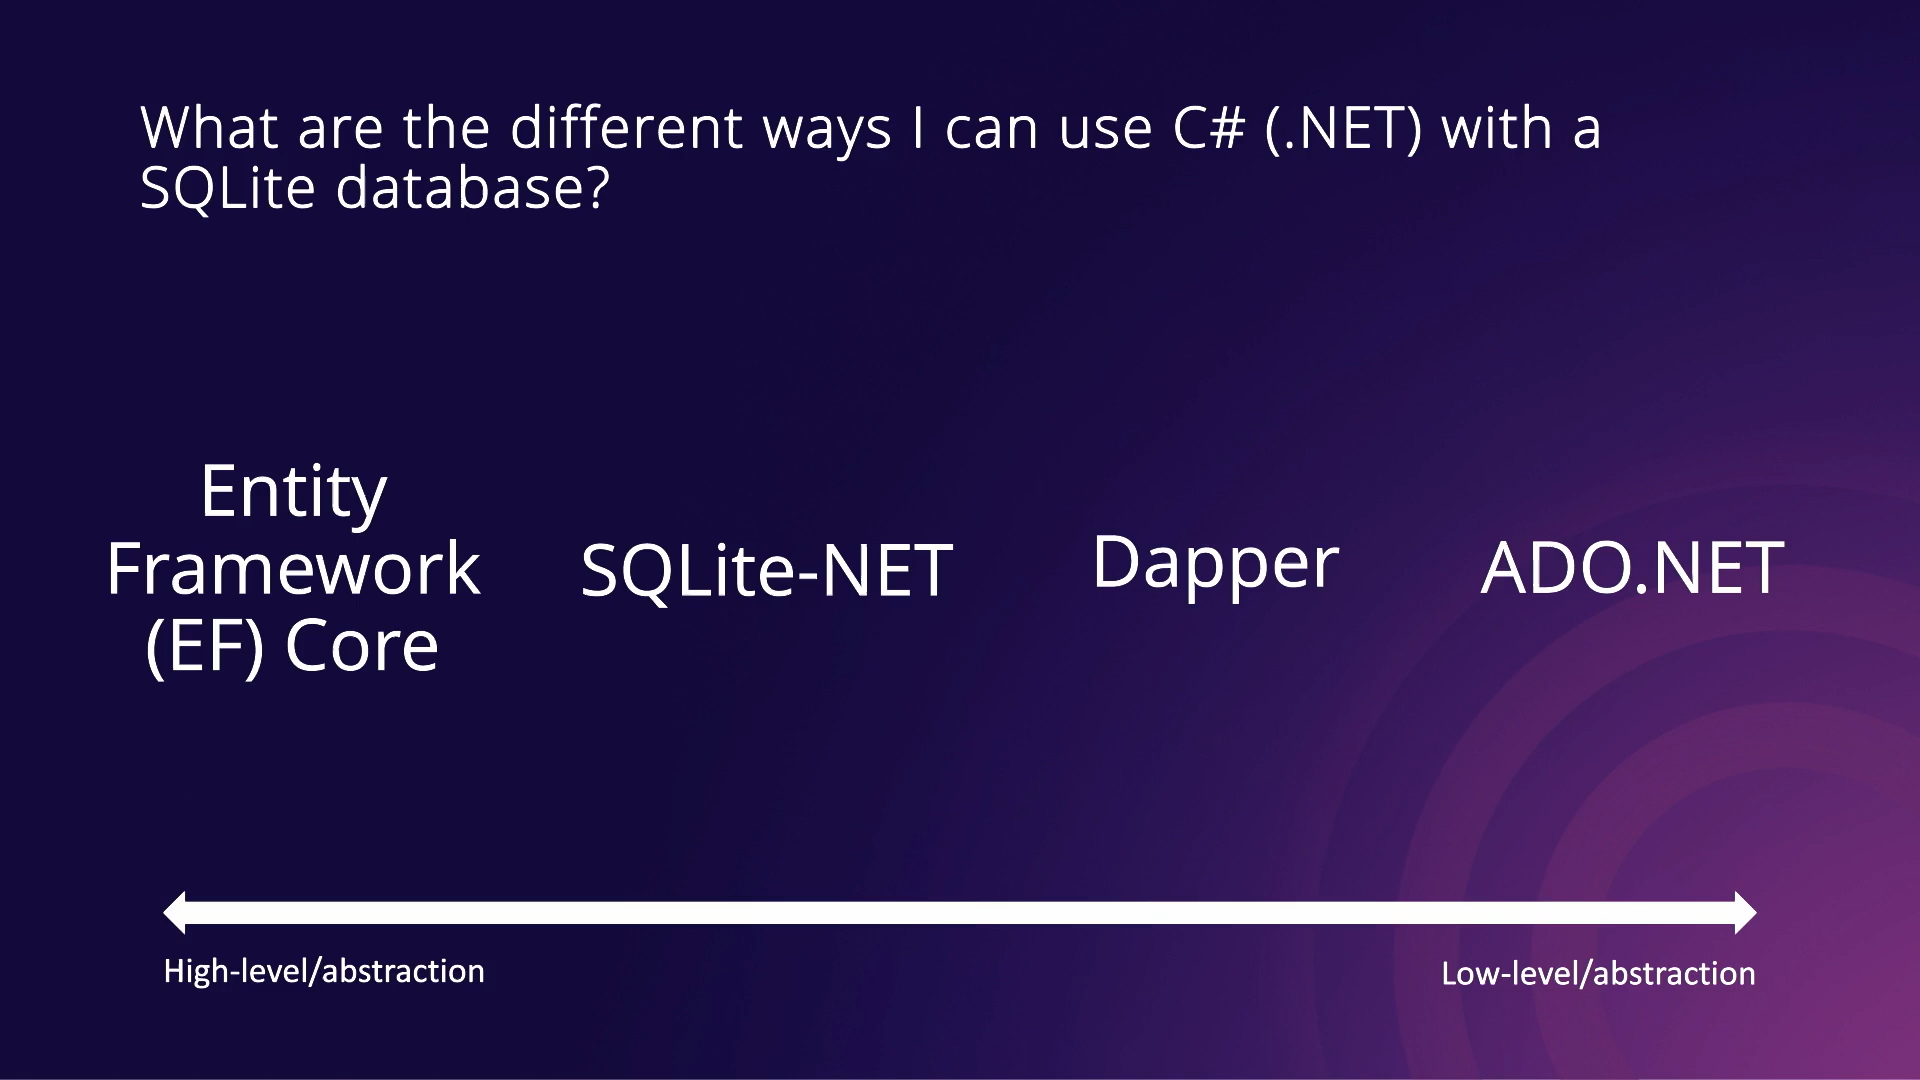 What are the different ways I can use C# (.NET) with a
SQLite database?
Entity
Framework
(EF) Core
SQLite-NET
Dapper
ADO.NET
High-level/abstraction
Low-level/abstraction